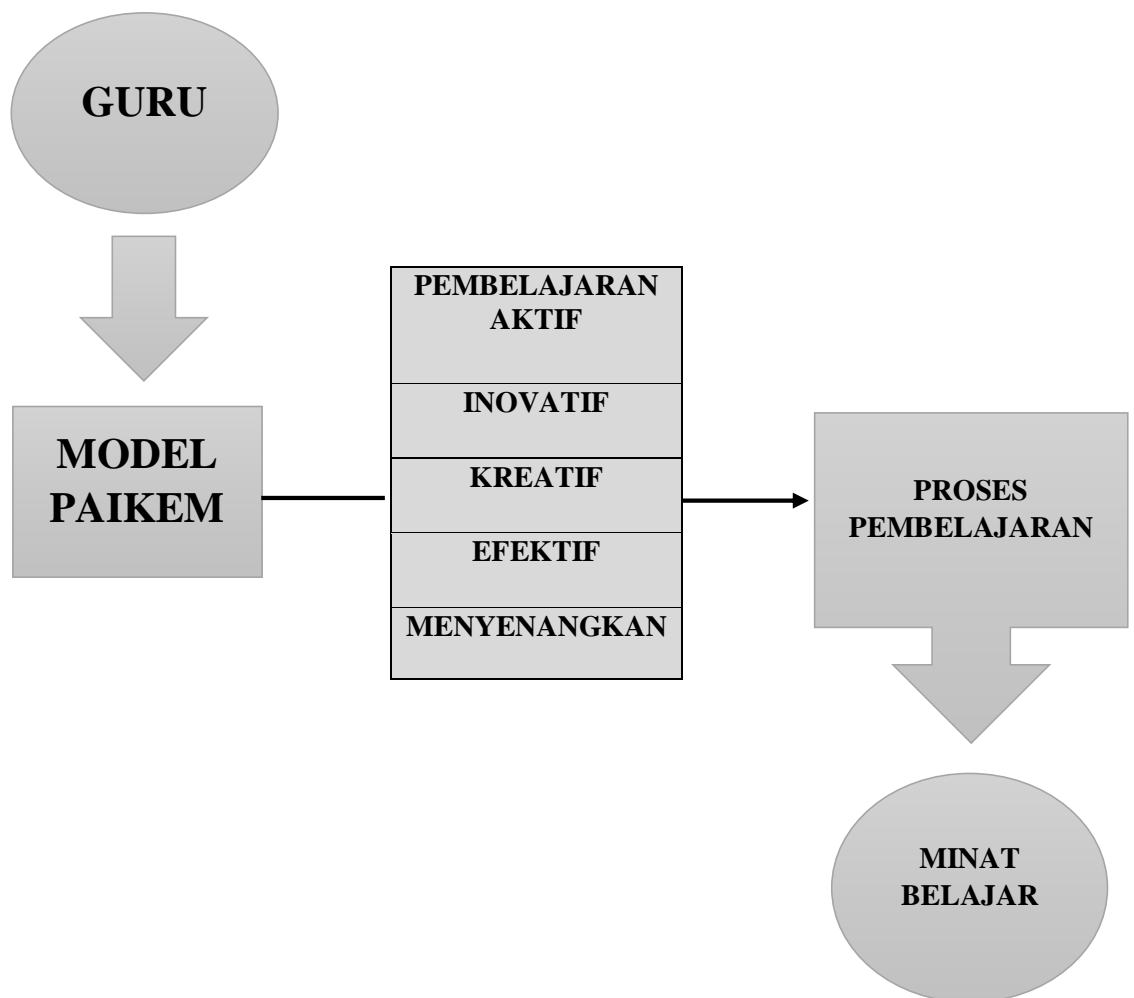 GURU
MODEL
PAIKEM
PEMBELAJARAN
AKTIF
INOVATIF
KREATIF
EFEKTIF
MENYENANGKAN
PROSES
PEMBELAJARAN
MINAT
BELAJAR